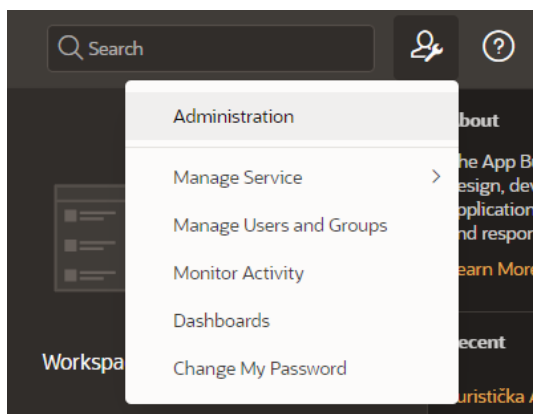 Search
Administration
Manage Service
Manage Users and Groups
Monitor Activity
Dashboards
Change My Password
bout
he App B
esign, dev
pplication
nd respor
earn More
ecent
uristička A
Workspa